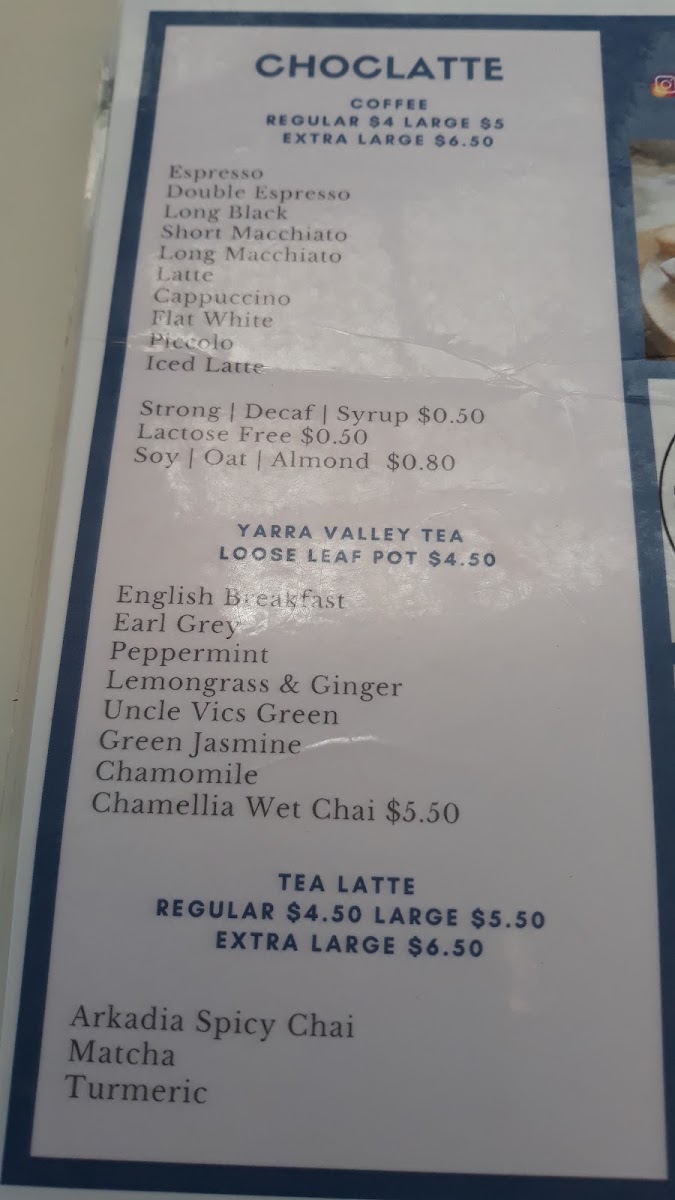 CHOCLATTE
COFFEE
REGULAR $4 LARGE $5
EXTRA LARGE $6.50
Espresso
Double Espresso
Long Black
Short Macchiato
Long Macchiato
Latte
Cappuccino
Flat White
Piccolo
Iced Latte
Strong | Decaf | Syrup $0.50
Lactose Free $0.50
Soy | Oat | Almond $0.80
YARRA VALLEY TEA
LOOSE LEAF POT $4.50
English Breakfast
Earl Grey
Peppermint
Lemongrass & Ginger
Uncle Vics Green
Green Jasmine
Chamomile
Chamellia Wet Chai $5.50
TEA LATTE
REGULAR $4.50 LARGE $5.50
EXTRA LARGE $6.50
Arkadia Spicy Chai
Matcha
Turmeric